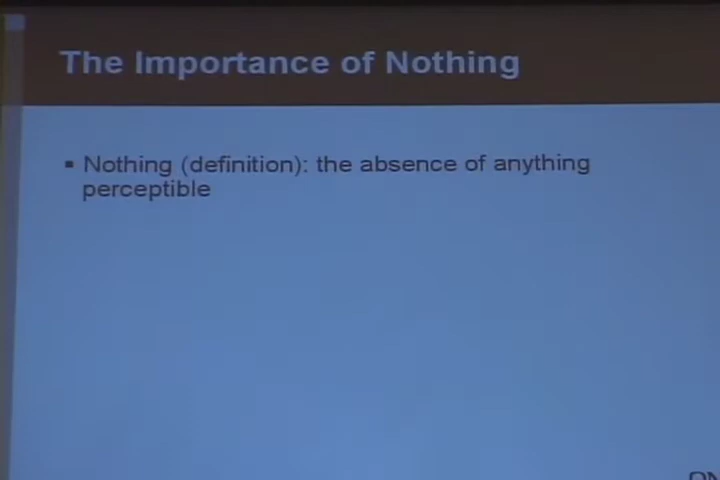 The Importance of Nothing
▪ Nothing (definition): the absence of anything
perceptible